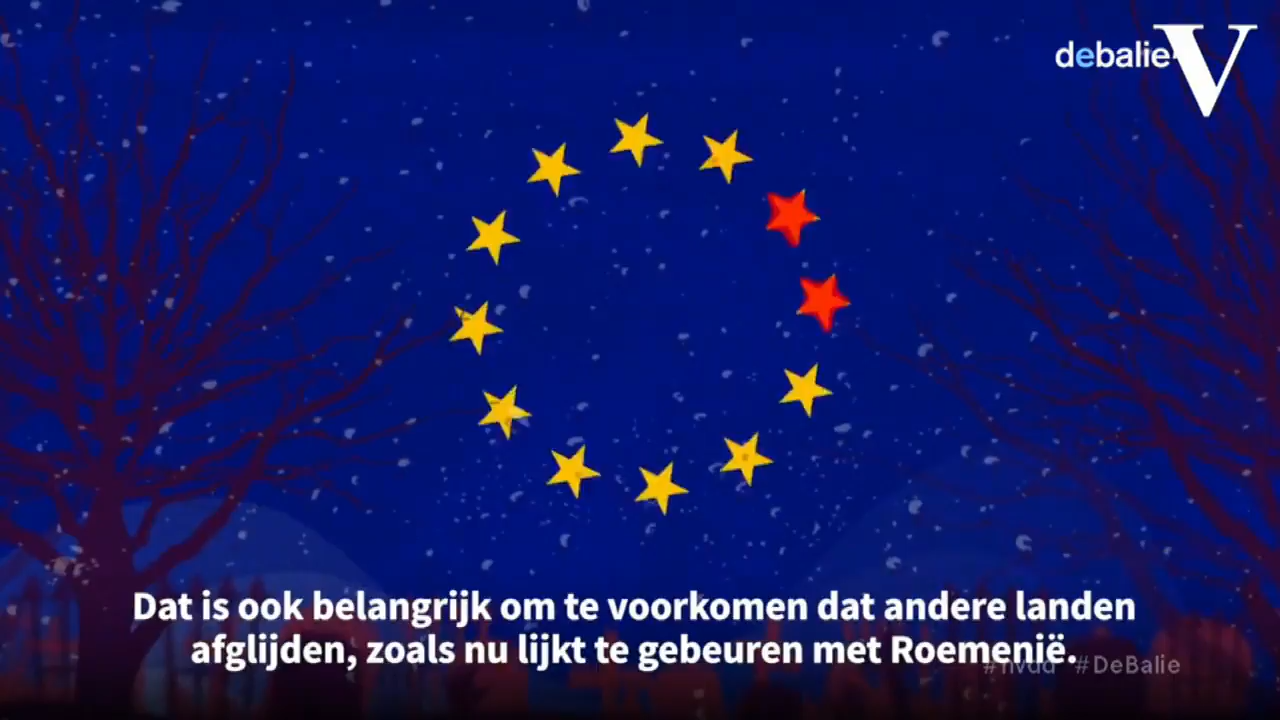 debalie
V
Dat is ook belangrijk om te voorkomen dat andere landen
afglijden, zoals nu lijkt te gebeuren met Roemenië.
#nvdd #DeBalie